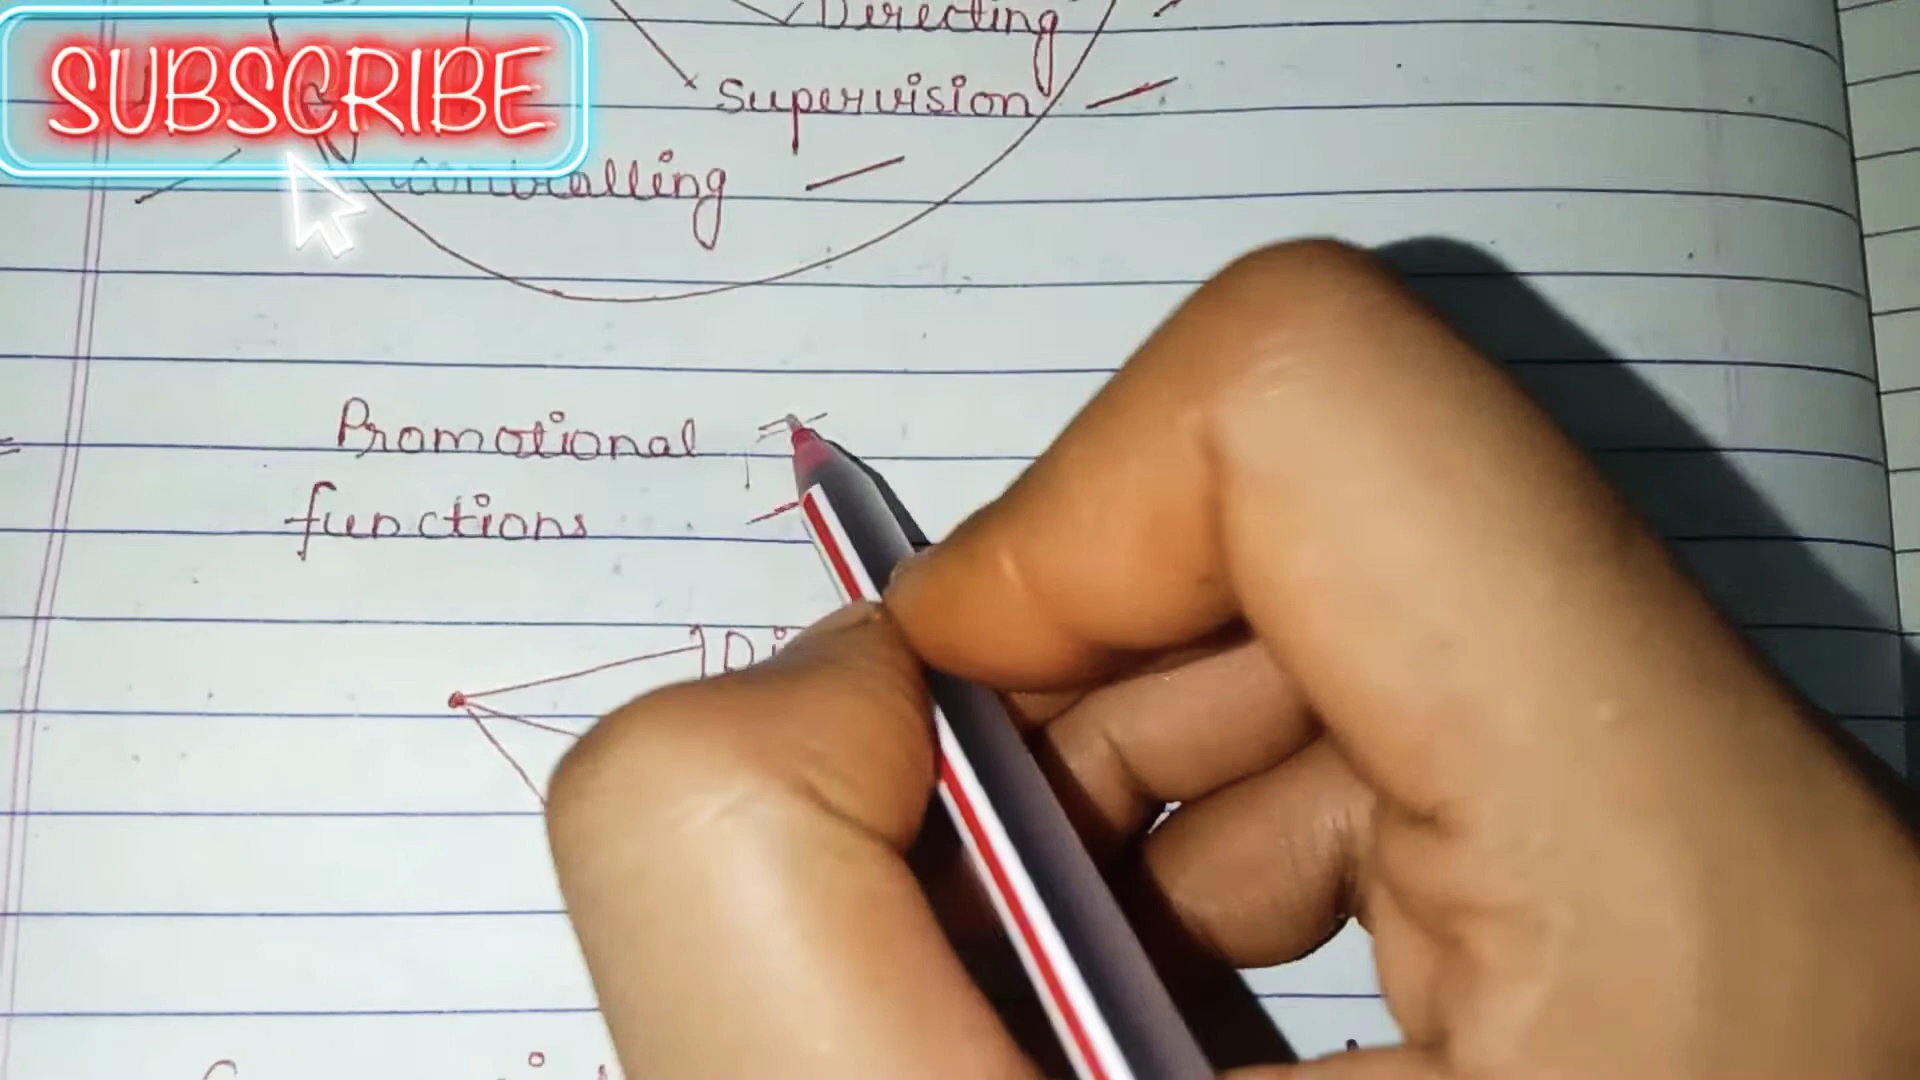 Directing
SUBSCRIBE
Supervision
Controlling
Promotional
functions